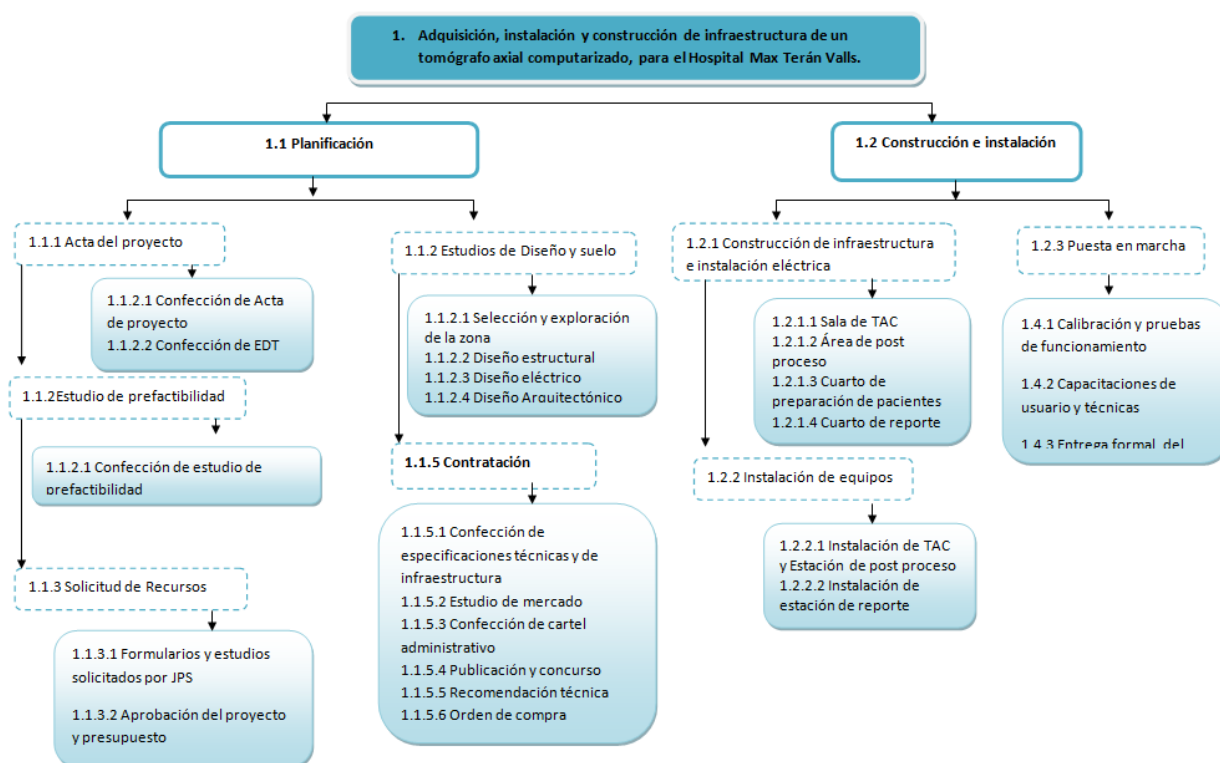 1. Adquisición, instalación y construcción de infraestructura de un
tomógrafo axial computarizado, para el Hospital Max Terán Valls.
1.1 Planificación
1.2 Construcción e instalación
1.1.1 Acta del proyecto
1.1.2.1 Confección de Acta
de proyecto
1.1.2.2 Confección de EDT
1.1.2Estudio de prefactibilidad
1.1.2.1 Confección de estudio de
prefactibilidad
1.1.3 Solicitud de Recursos
1.1.3.1 Formularios y estudios
solicitados por JPS
1.1.3.2 Aprobación del proyecto
y presupuesto
1.1.2 Estudios de Diseño y suelo
1.1.2.1 Selección y exploración
de la zona
1.1.2.2 Diseño estructural
1.1.2.3 Diseño eléctrico
1.1.2.4 Diseño Arquitectónico
1.1.5 Contratación
1.1.5.1 Confección de
especificaciones técnicas y de
infraestructura
1.1.5.2 Estudio de mercado
1.1.5.3 Confección de cartel
administrativo
1.1.5.4 Publicación y concurso
1.1.5.5 Recomendación técnica
1.1.5.6 Orden de compra
1.2.1 Construcción de infraestructura
e instalación eléctrica
1.2.1.1 Sala de TAC
1.2.1.2 Área de post
proceso
1.2.1.3 Cuarto de
preparación de pacientes
1.2.1.4 Cuarto de reporte
1.2.2 Instalación de equipos
1.2.2.1 Instalación de TAC
y Estación de post proceso
1.2.2.2 Instalación de
estación de reporte
1.2.3 Puesta en marcha
1.4.1 Calibración y pruebas
de funcionamiento
1.4.2 Capacitaciones de
usuario y técnicas
1.4.3 Entrega formal del